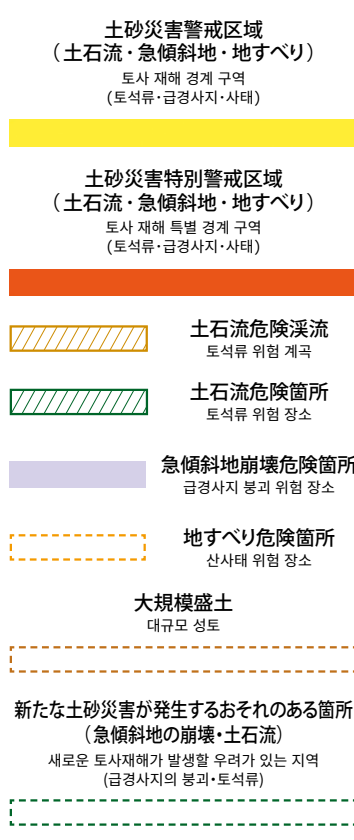 土砂災害警戒区域
（土石流・急傾斜地・地すべり）
토사 재해 경계 구역
(토석류·급경사지·사태)
土砂災害特別警戒区域
（土石流・急傾斜地・地すべり）
토사 재해 특별 경계 구역
(토석류·급경사지·사태)
土石流危険渓流
토석류 위험 계곡
土石流危険箇所
토석류 위험 장소
急傾斜地崩壊危険箇所
급경사지 붕괴 위험 장소
地すべり危険箇所
산사태 위험 장소
大規模盛土
대규모 성토
新たな土砂災害が発生するおそれのある箇所
（急傾斜地の崩壊・土石流）
새로운 토사재해가 발생할 우려가 있는 지역
(급경사지의 붕괴·토석류)